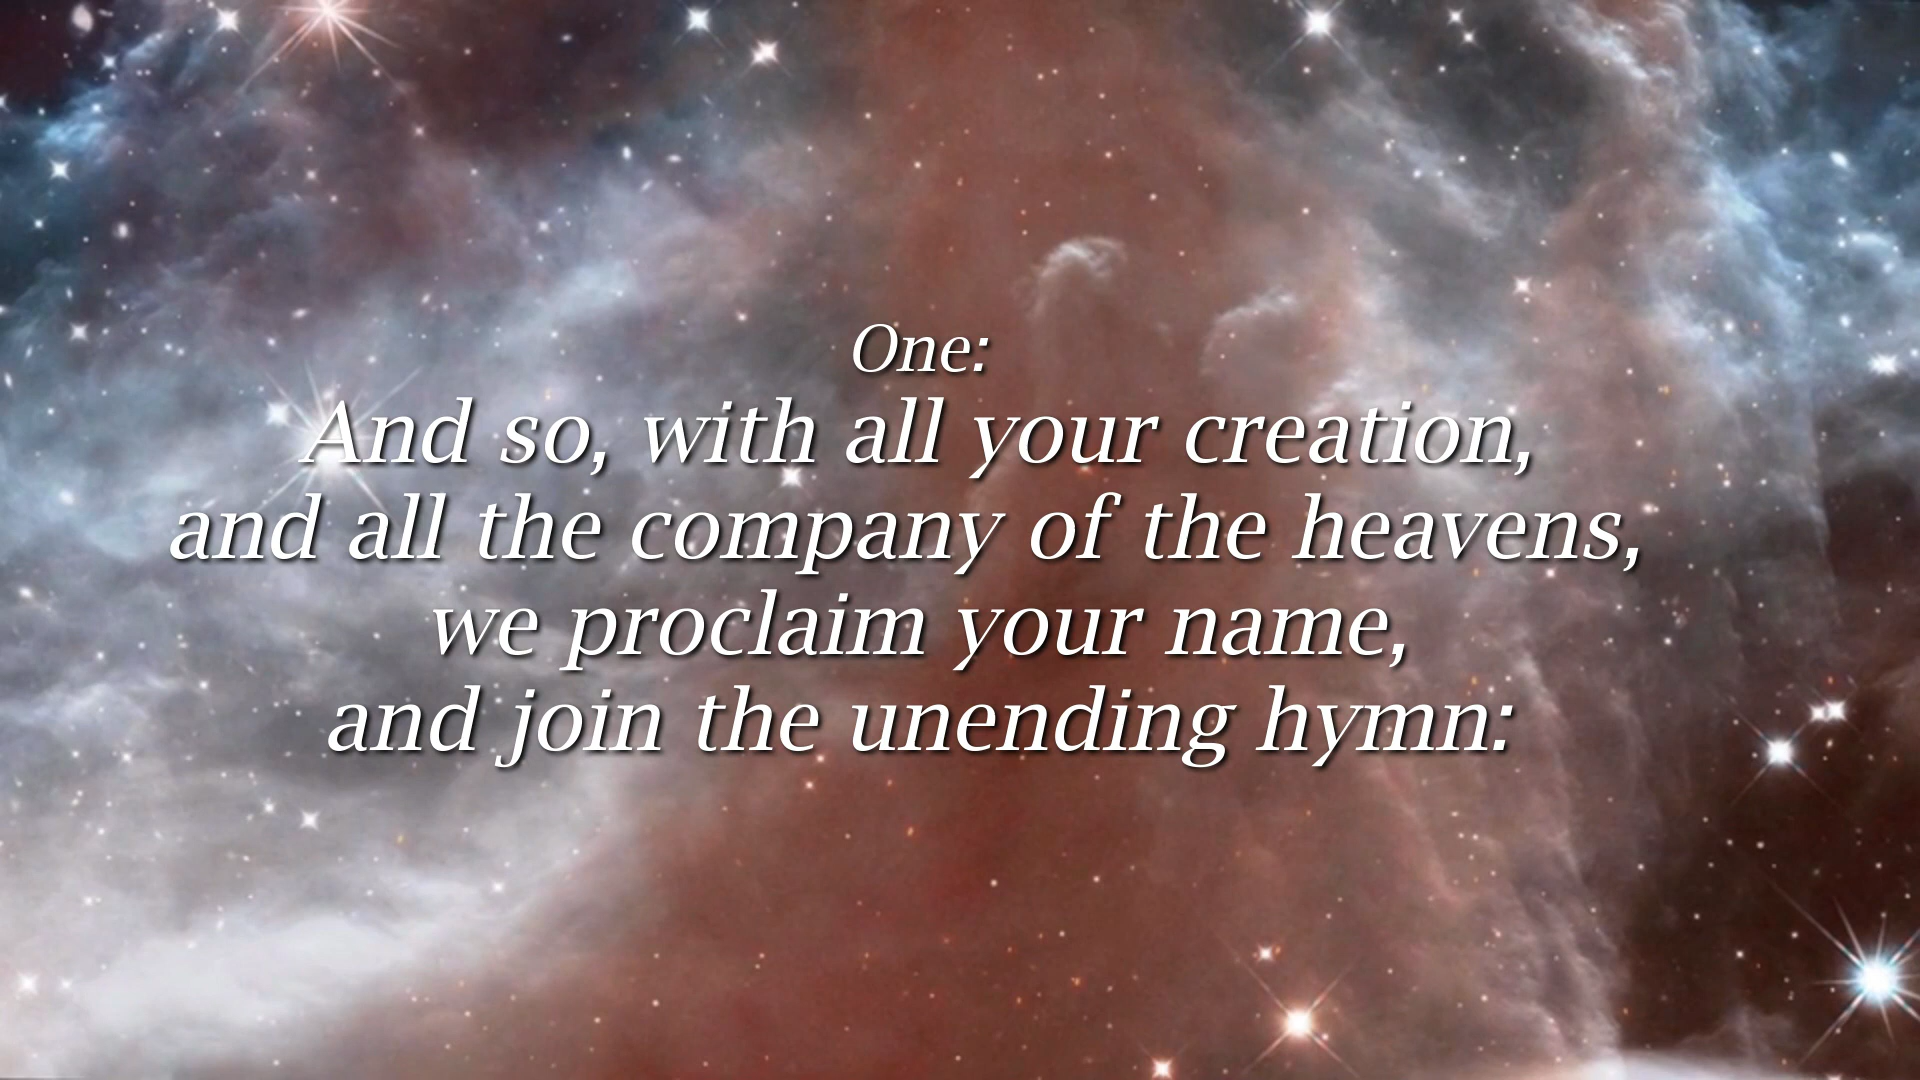 One:
And so, with all your creation,
and all the company of the heavens,
we proclaim your name,
and join the unending hymn: